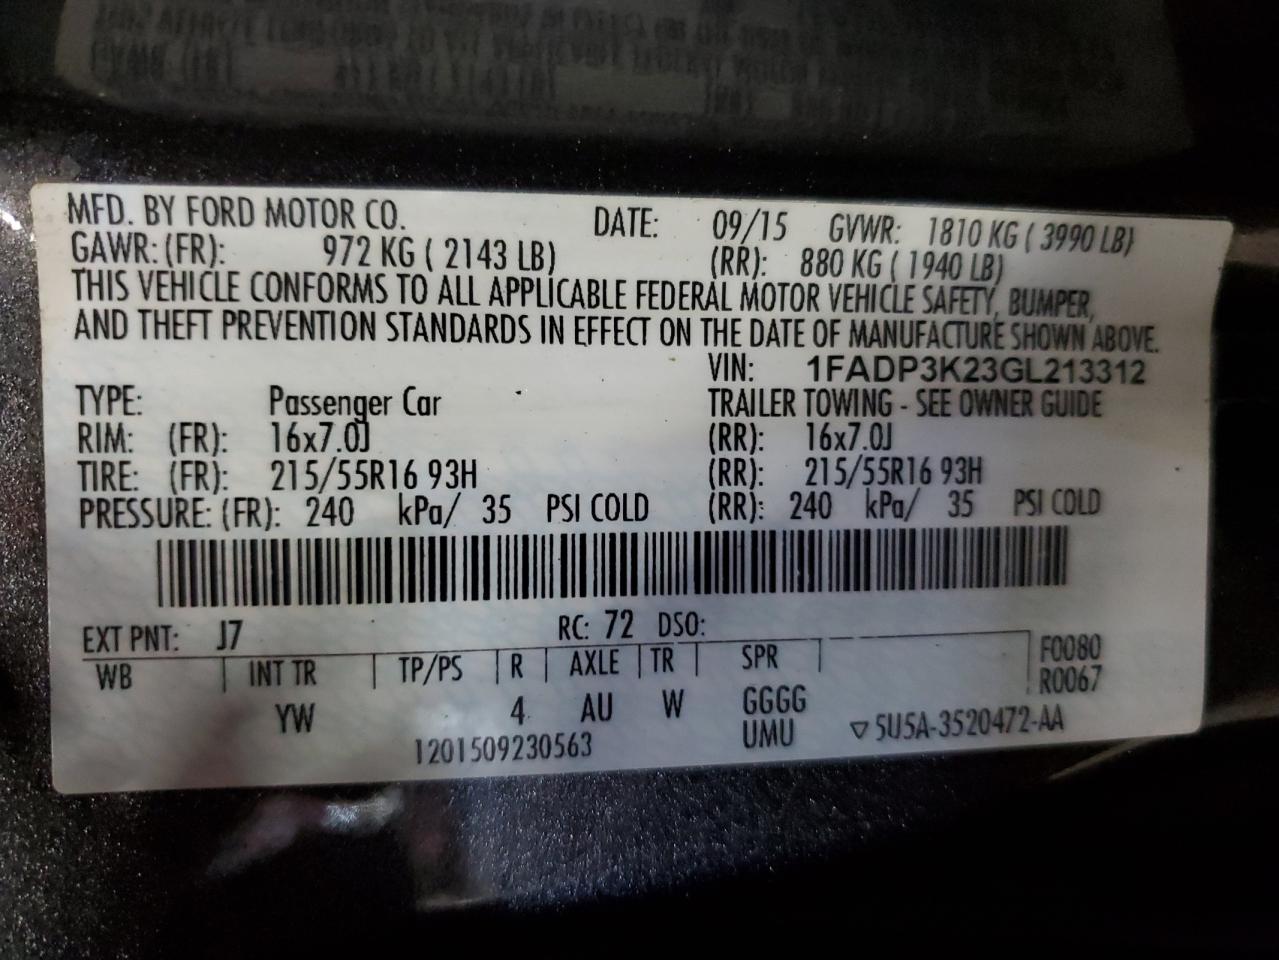 MFD. BY FORD MOTOR CO. DATE: 09/15 GVWR: 1810 KG ( 3990 LB)
GAWR: (FR): 972 KG ( 2143 LB) (RR): 880 KG ( 1940 LB)
THIS VEHICLE CONFORMS TO ALL APPLICABLE FEDERAL MOTOR VEHICLE SAFETY, BUMPER,
AND THEFT PREVENTION STANDARDS IN EFFECT ON THE DATE OF MANUFACTURE SHOWN ABOVE.
VIN: 1FADP3K23GL213312
TYPE: Passenger Car TRAILER TOWING - SEE OWNER GUIDE
RIM: (FR): 16x7.0J (RR): 16x7.0J
TIRE: (FR): 215/55R16 93H (RR): 215/55R16 93H
PRESSURE: (FR): 240 kPa/ 35 PSI COLD (RR): 240 kPa/ 35 PSI COLD
EXT PNT: J7 RC: 72 DSO:
WB INT TR TP/PS R AXLE TR SPR F0080
R0067
YW 4 AU W GGGG
1201509230563 UMU ▽ 5U5A-3520472-AA